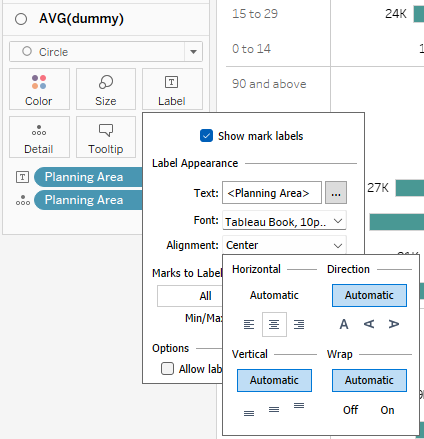 AVG(dummy)
Circle
Color
Size
T
Label
Detail
Tooltip
T
Planning Area
Planning Area
15 to 29
24K
0 to 14
90 and above
27K
Show mark labels
Label Appearance
Text:
<Planning Area>
...
Font:
Tableau Book, 10p..
Alignment:
Center
Marks to Label
All
Min/Max
Options
Allow lab
Horizontal
Automatic
Direction
Automatic
A
A
A
Vertical
Automatic
Wrap
Automatic
Off
On